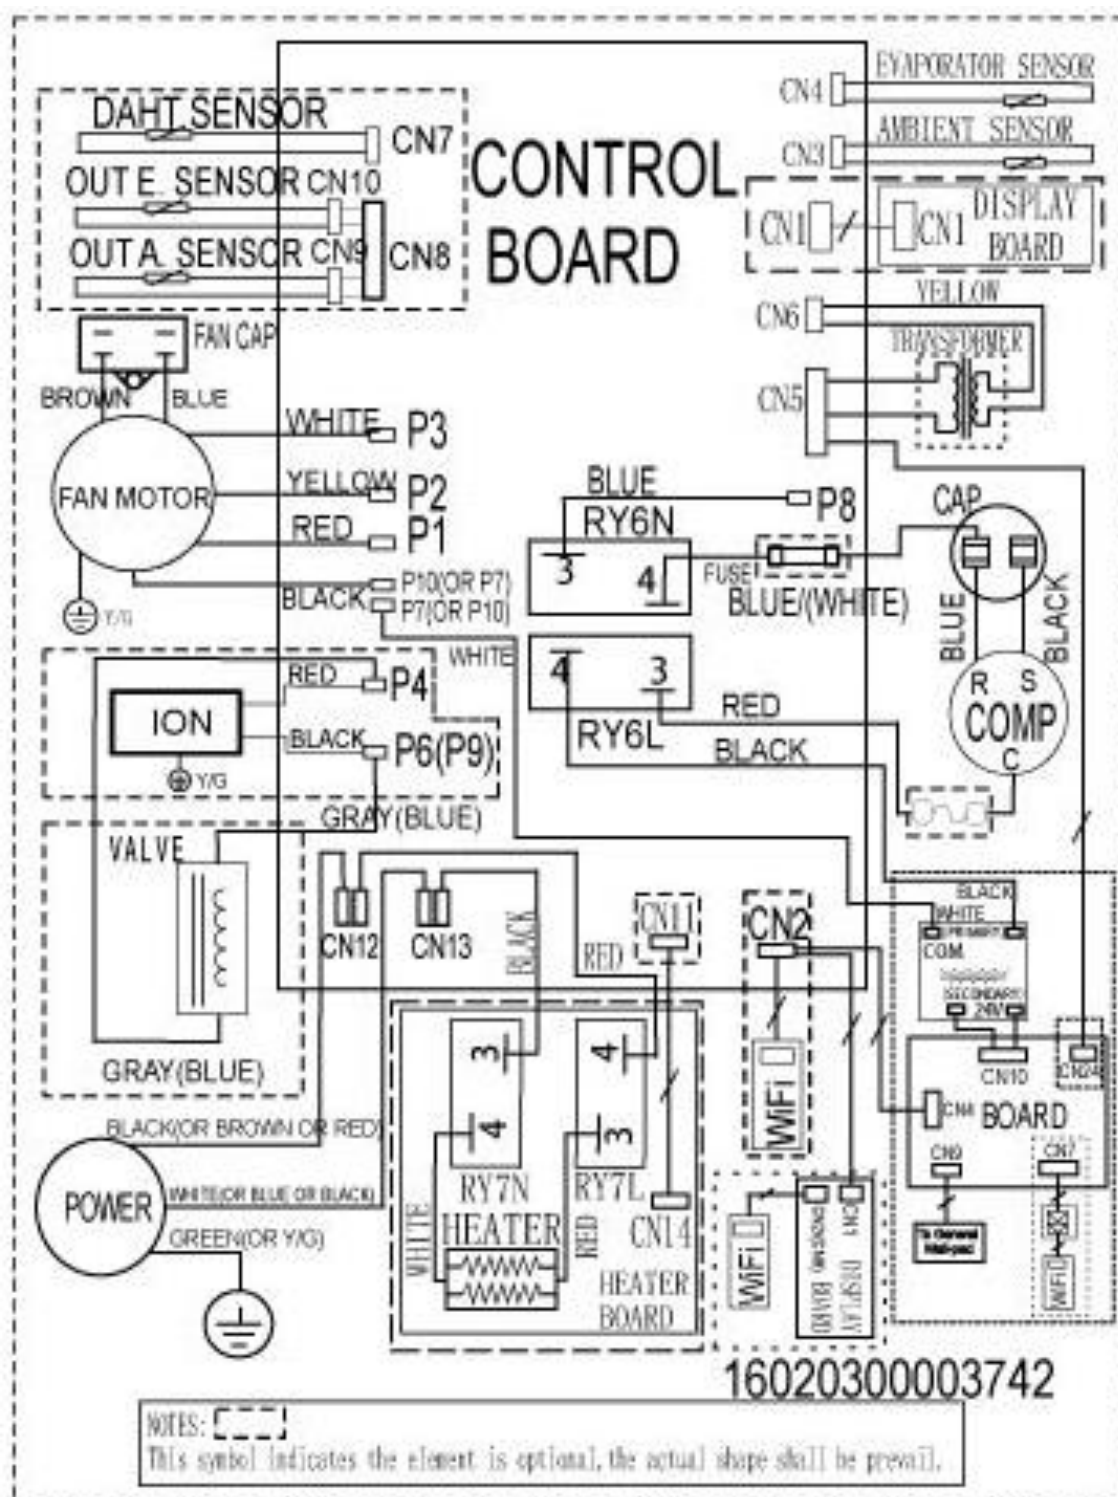 EVAPORATOR SENSOR
CN4
DAHT SENSOR
CN7
AMBIENT SENSOR
CN3
CONTROL
BOARD
OUT E. SENSOR CN10
OUT A. SENSOR CN9
CN8
CN1
CN1
DISPLAY
BOARD
YELLOW
CN6
TRANSFORMER
CN5
FAN CAP
BROWN
BLUE
FAN MOTOR
WHITE
P3
YELLOW
P2
RED
P1
P10(OR P7)
BLACK
P7(OR P10)
Y/G
WHITE
BLUE
P8
RY6N
3
4
FUSE
BLUE/(WHITE)
CAP
BLUE
BLACK
R S
COMP
C
4
3
RY6L
RED
BLACK
RED
P4
ION
BLACK
P6(P9)
Y/G
GRAY(BLUE)
VALVE
GRAY(BLUE)
CN12
CN13
BLACK
RED
CN11
CN2
WiFi
BLACK
WHITE
PRIMARY
COM
SECONDARY
24V
CN10
CN24
CN4
BOARD
CN9
CN7
To General
WiFi
3
4
4
3
RY7N
RY7L
HEATER
WHITE
RED
CN14
HEATER
BOARD
WiFi
CN1 DISPLAY
BOARD
BLACK(OR BROWN OR RED)
POWER
WHITE(OR BLUE OR BLACK)
GREEN(OR Y/G)
16020300003742
NOTES:
This symbol indicates the element is optional, the actual shape shall be prevail.